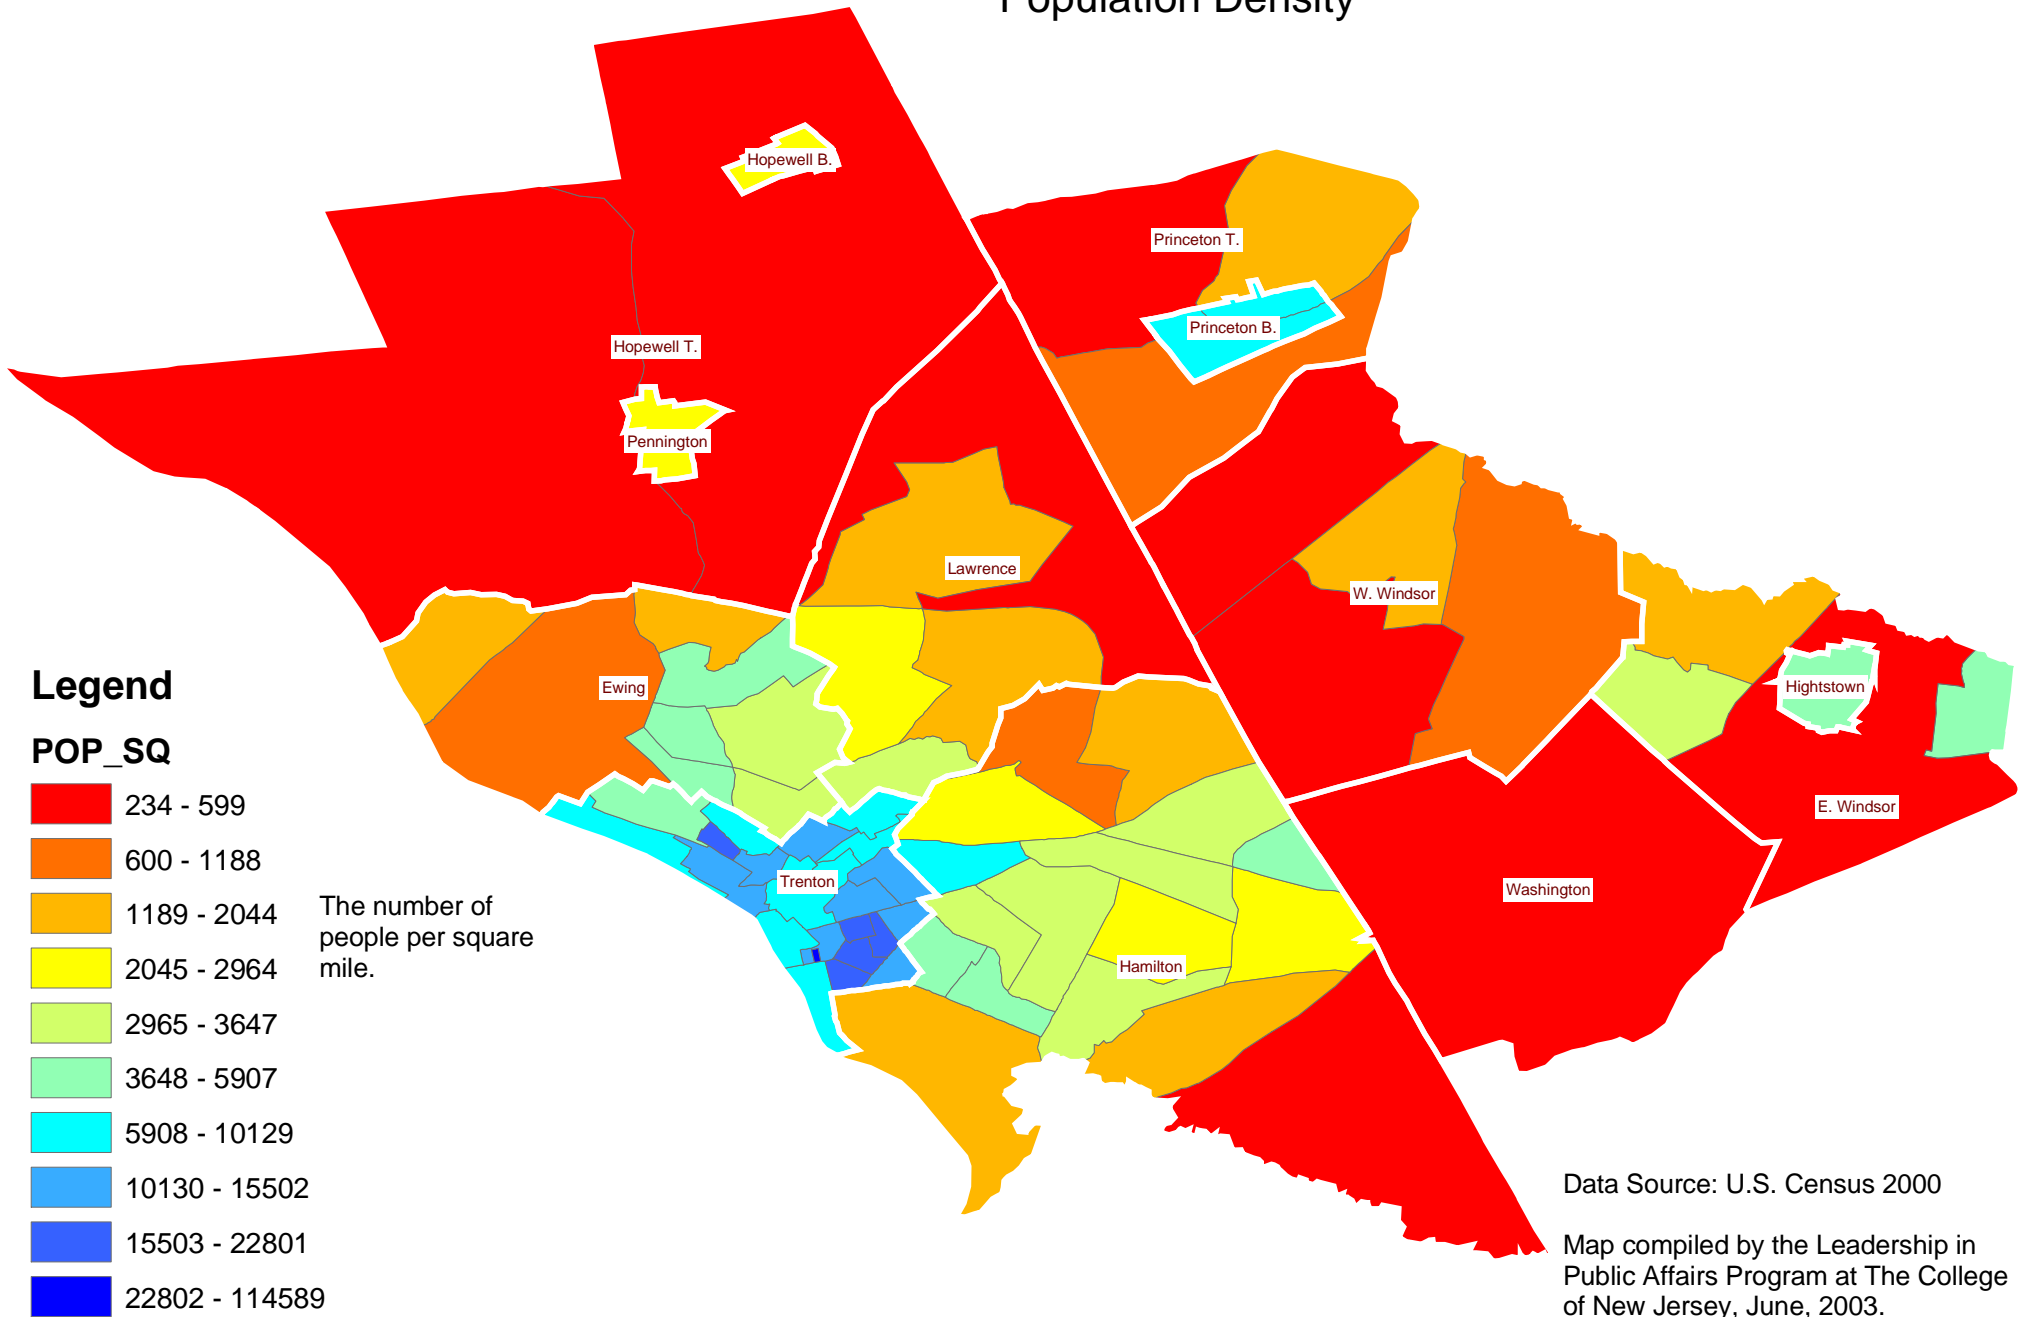 Population Density
Hopewell B.
Princeton T.
Princeton B.
Hopewell T.
Pennington
Lawrence
W. Windsor
Ewing
Hightstown
E. Windsor
Trenton
Washington
Hamilton
Legend
POP_SQ
234 - 599
600 - 1188
1189 - 2044
2045 - 2964
2965 - 3647
3648 - 5907
5908 - 10129
10130 - 15502
15503 - 22801
22802 - 114589
The number of
people per square
mile.
Data Source: U.S. Census 2000
Map compiled by the Leadership in
Public Affairs Program at The College
of New Jersey, June, 2003.